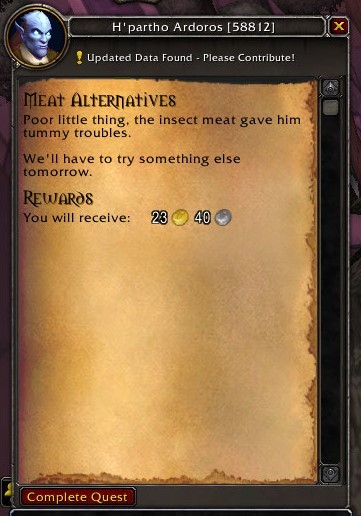 H'partho Ardoros [58812]
Updated Data Found - Please Contribute!
Meat Alternatives
Poor little thing, the insect meat gave him
tummy troubles.
We'll have to try something else
tomorrow.
Rewards
You will receive: 23 40
Complete Quest